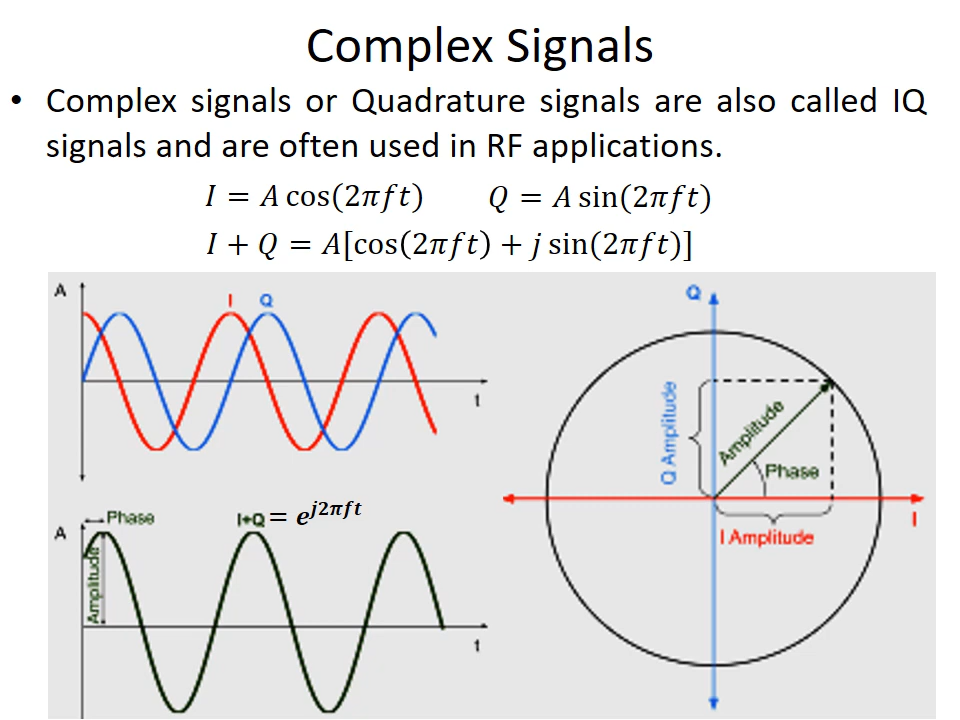 Complex Signals
• Complex signals or Quadrature signals are also called IQ
signals and are often used in RF applications.
I = A cos(2πft) Q = A sin(2πft)
I + Q = A[cos(2πft) + j sin(2πft)]
A
I
Q
t
A
Phase
I+Q = e^{j2πft}
Amplitude
t
Q
Q Amplitude
Amplitude
Phase
I
I Amplitude